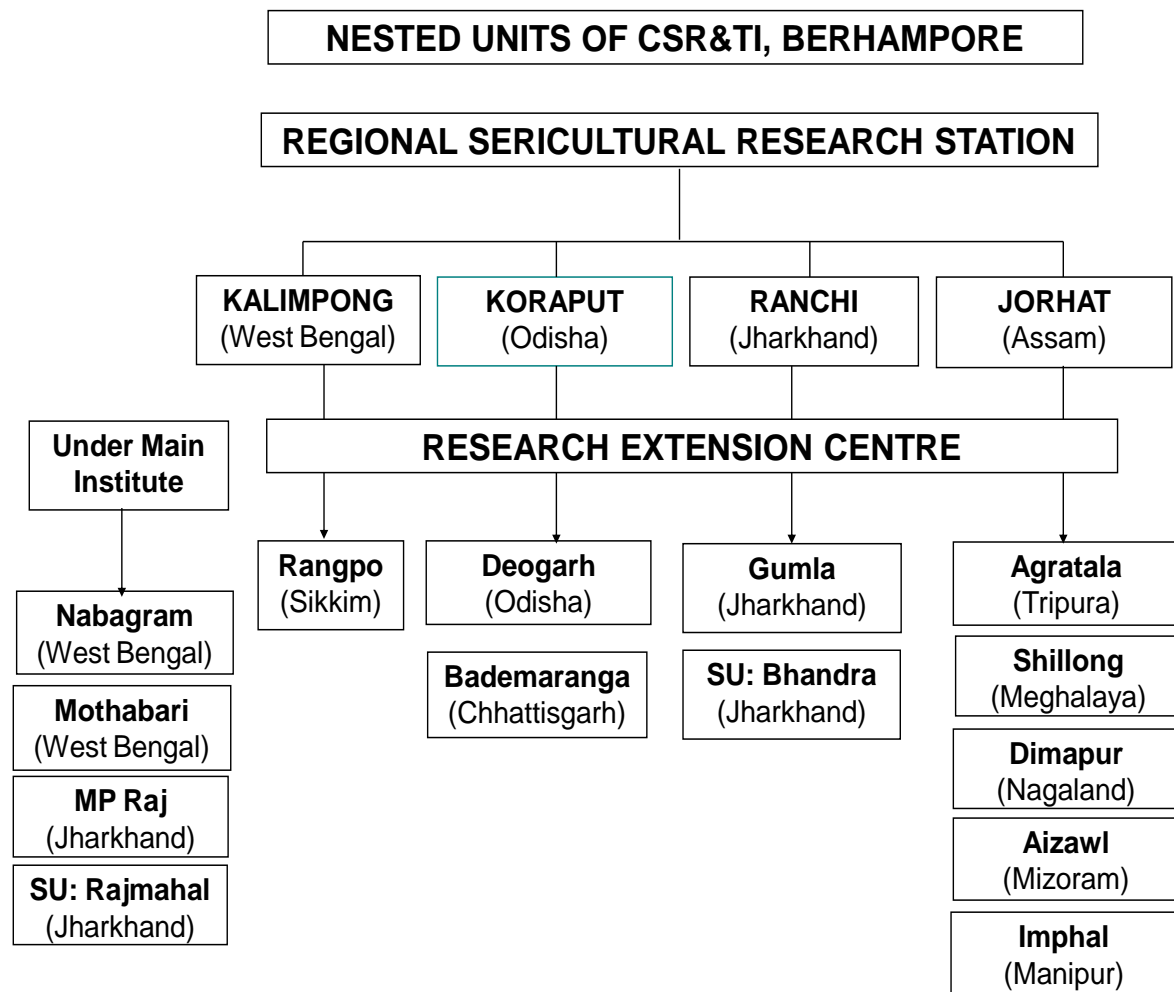 NESTED UNITS OF CSR&TI, BERHAMPORE
REGIONAL SERICULTURAL RESEARCH STATION
KALIMPONG
(West Bengal)
KORAPUT
(Odisha)
RANCHI
(Jharkhand)
JORHAT
(Assam)
Under Main
Institute
RESEARCH EXTENSION CENTRE
Nabagram
(West Bengal)
Mothabari
(West Bengal)
MP Raj
(Jharkhand)
SU: Rajmahal
(Jharkhand)
Rangpo
(Sikkim)
Deogarh
(Odisha)
Bademaranga
(Chhattisgarh)
Gumla
(Jharkhand)
SU: Bhandra
(Jharkhand)
Agratala
(Tripura)
Shillong
(Meghalaya)
Dimapur
(Nagaland)
Aizawl
(Mizoram)
Imphal
(Manipur)